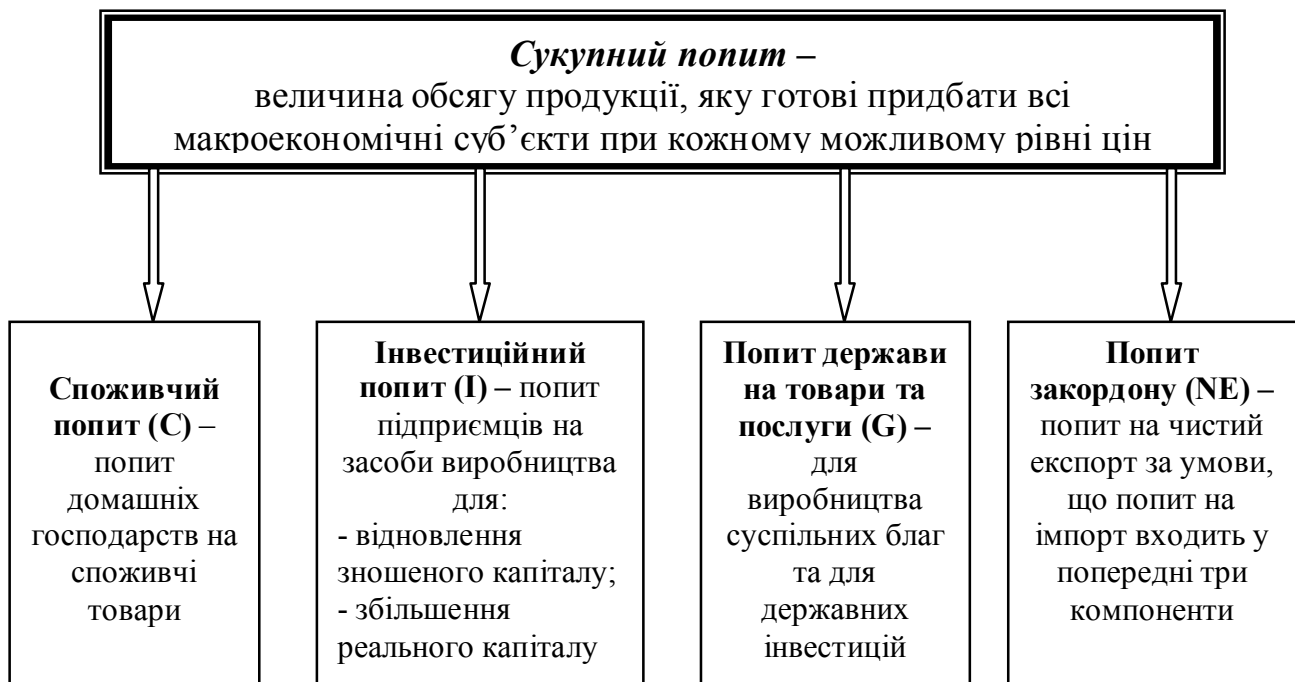 Сукупний попит –
величина обсягу продукції, яку готові придбати всі
макроекономічні суб’єкти при кожному можливому рівні цін
Споживчий
попит (С) –
попит
домашніх
господарств на
споживчі
товари
Інвестиційний
попит (І) – попит
підприємців на
засоби виробництва
для:
- відновлення
зношеного капіталу;
- збільшення
реального капіталу
Попит держави
на товари та
послуги (G) –
для
виробництва
суспільних благ
та для
державних
інвестицій
Попит
закордону (NE) –
попит на чистий
експорт за умови,
що попит на
імпорт входить у
попередні три
компоненти